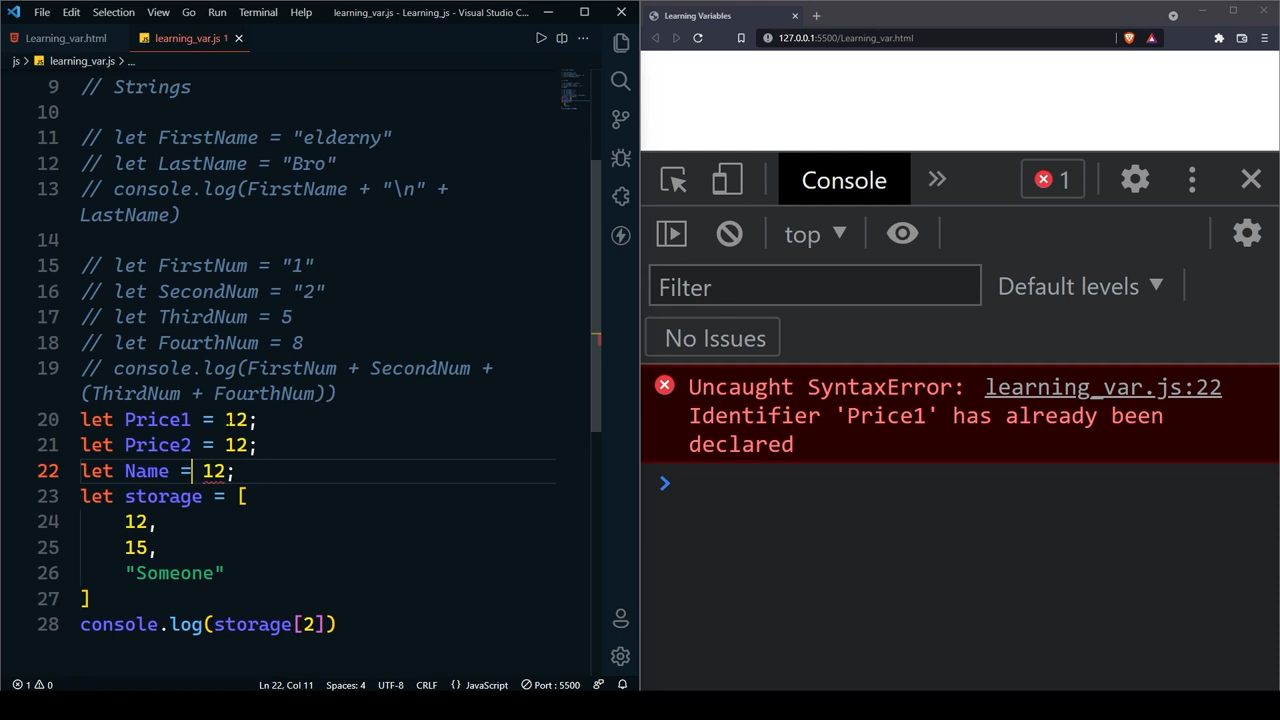 File Edit Selection View Go Run Terminal Help learning_var.js - Learning_js - Visual Studio C...
Learning_var.html learning_var.js 1
js > learning_var.js > ...
9 // Strings
10
11 // let FirstName = "elderny"
12 // let LastName = "Bro"
13 // console.log(FirstName + "\n" +
LastName)
14
15 // let FirstNum = "1"
16 // let SecondNum = "2"
17 // let ThirdNum = 5
18 // let FourthNum = 8
19 // console.log(FirstNum + SecondNum +
(ThirdNum + FourthNum))
20 let Price1 = 12;
21 let Price2 = 12;
22 let Name = 12;
23 let storage = [
24 12,
25 15,
26 "Someone"
27 ]
28 console.log(storage[2])
1 0 Ln 22, Col 11 Spaces: 4 UTF-8 CRLF {} JavaScript Port : 5500
Learning Variables
127.0.0.1:5500/Learning_var.html
Console 1
top
Filter Default levels
No Issues
Uncaught SyntaxError: learning_var.js:22
Identifier 'Price1' has already been
declared